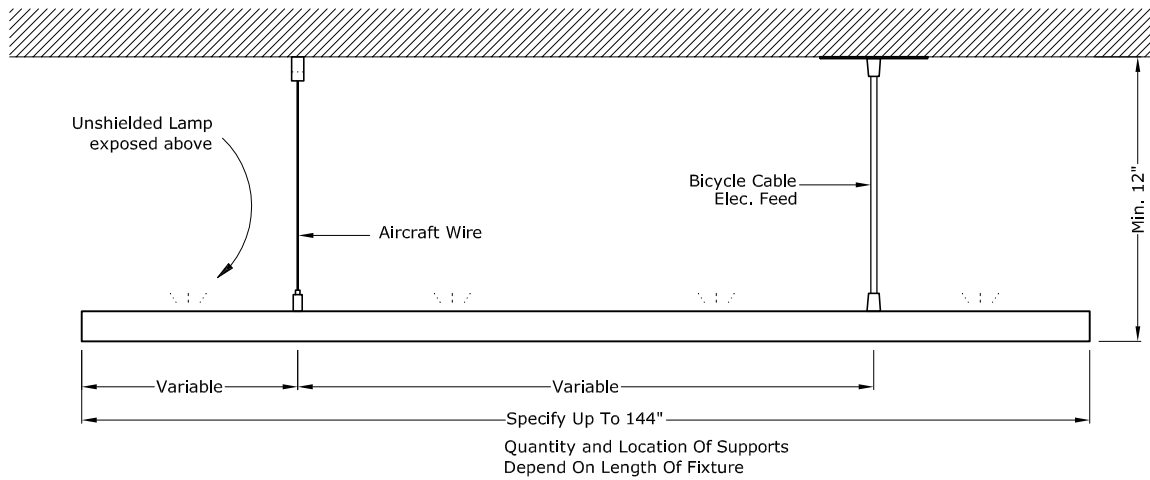 Unshielded Lamp
exposed above
Aircraft Wire
Bicycle Cable
Elec. Feed
Min. 12"
Variable
Variable
Specify Up To 144"
Quantity and Location Of Supports
Depend On Length Of Fixture